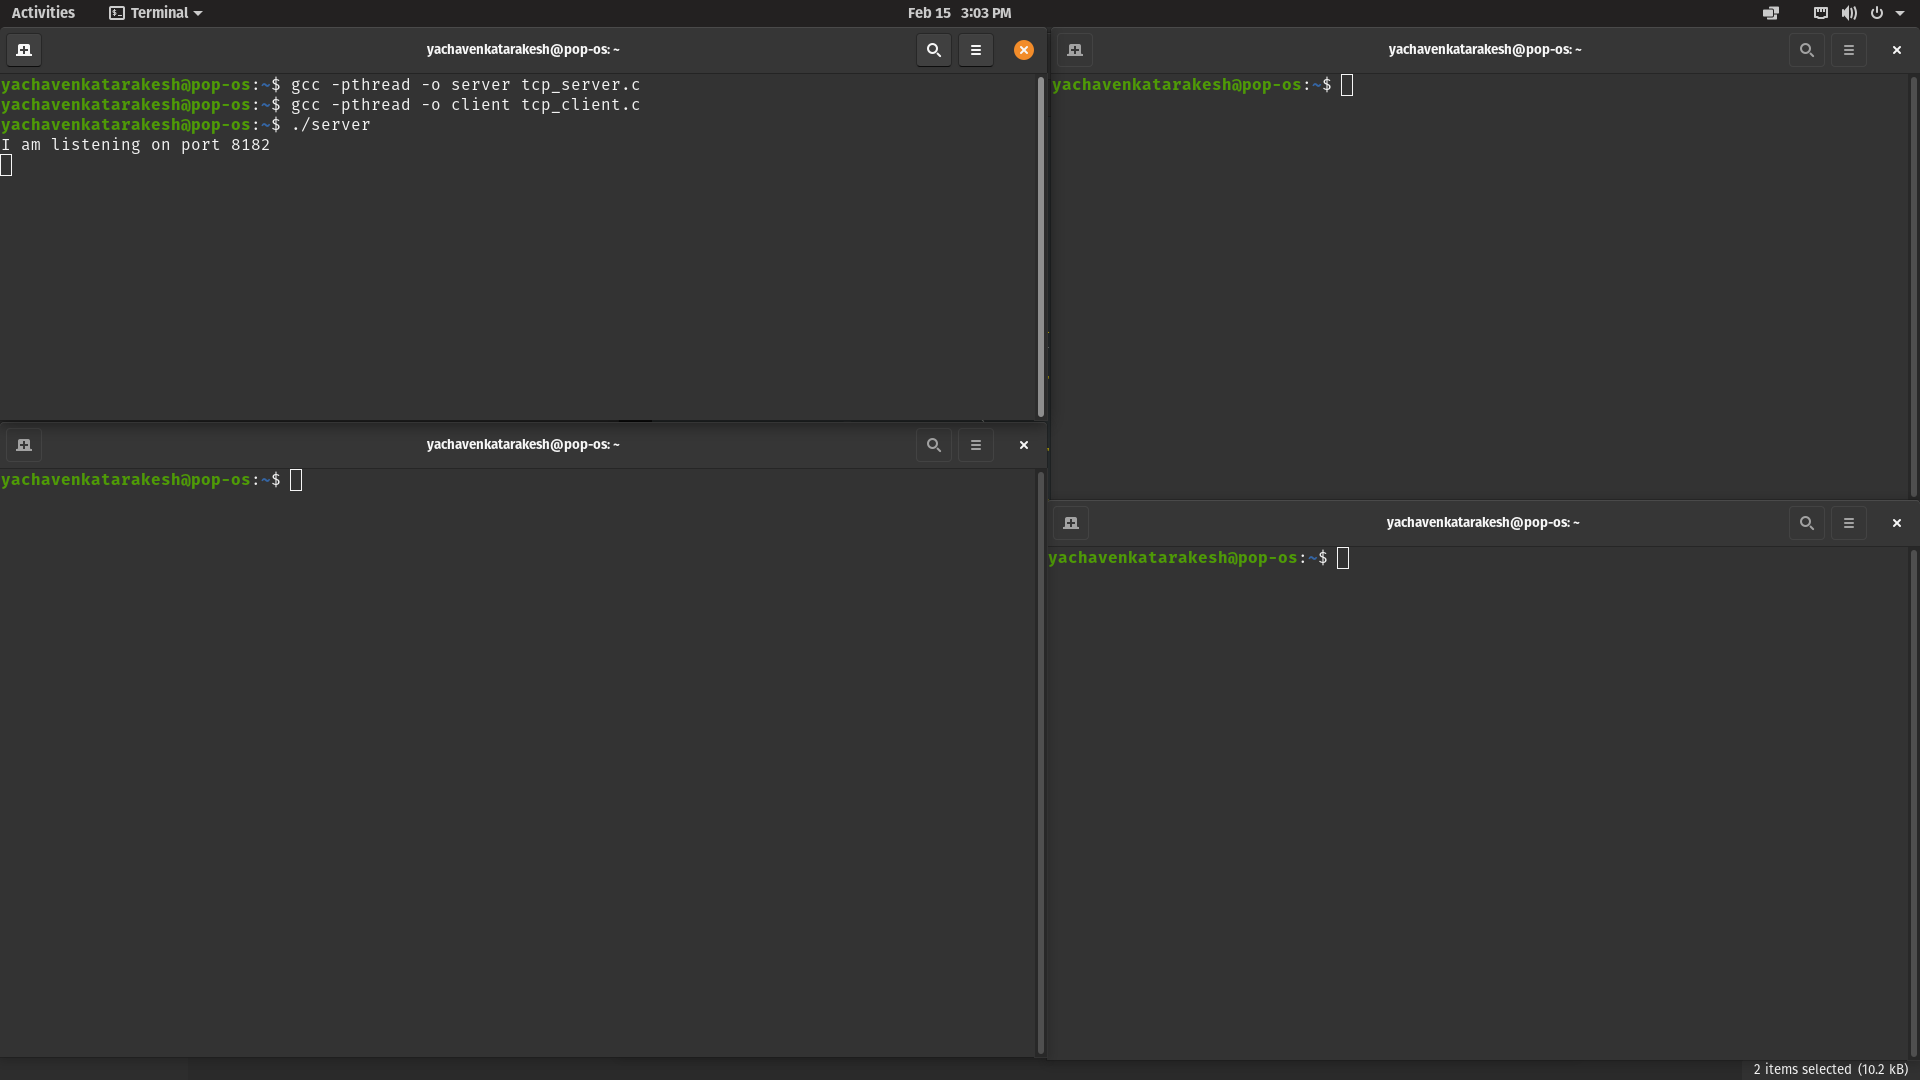 Activities Terminal Feb 15 3:03 PM
yachavenkatarakesh@pop-os: ~
yachavenkatarakesh@pop-os:~$ gcc -pthread -o server tcp_server.c
yachavenkatarakesh@pop-os:~$ gcc -pthread -o client tcp_client.c
yachavenkatarakesh@pop-os:~$ ./server
I am listening on port 8182
yachavenkatarakesh@pop-os: ~
yachavenkatarakesh@pop-os:~$
yachavenkatarakesh@pop-os: ~
yachavenkatarakesh@pop-os:~$
yachavenkatarakesh@pop-os: ~
yachavenkatarakesh@pop-os:~$
2 items selected (10.2 kB)